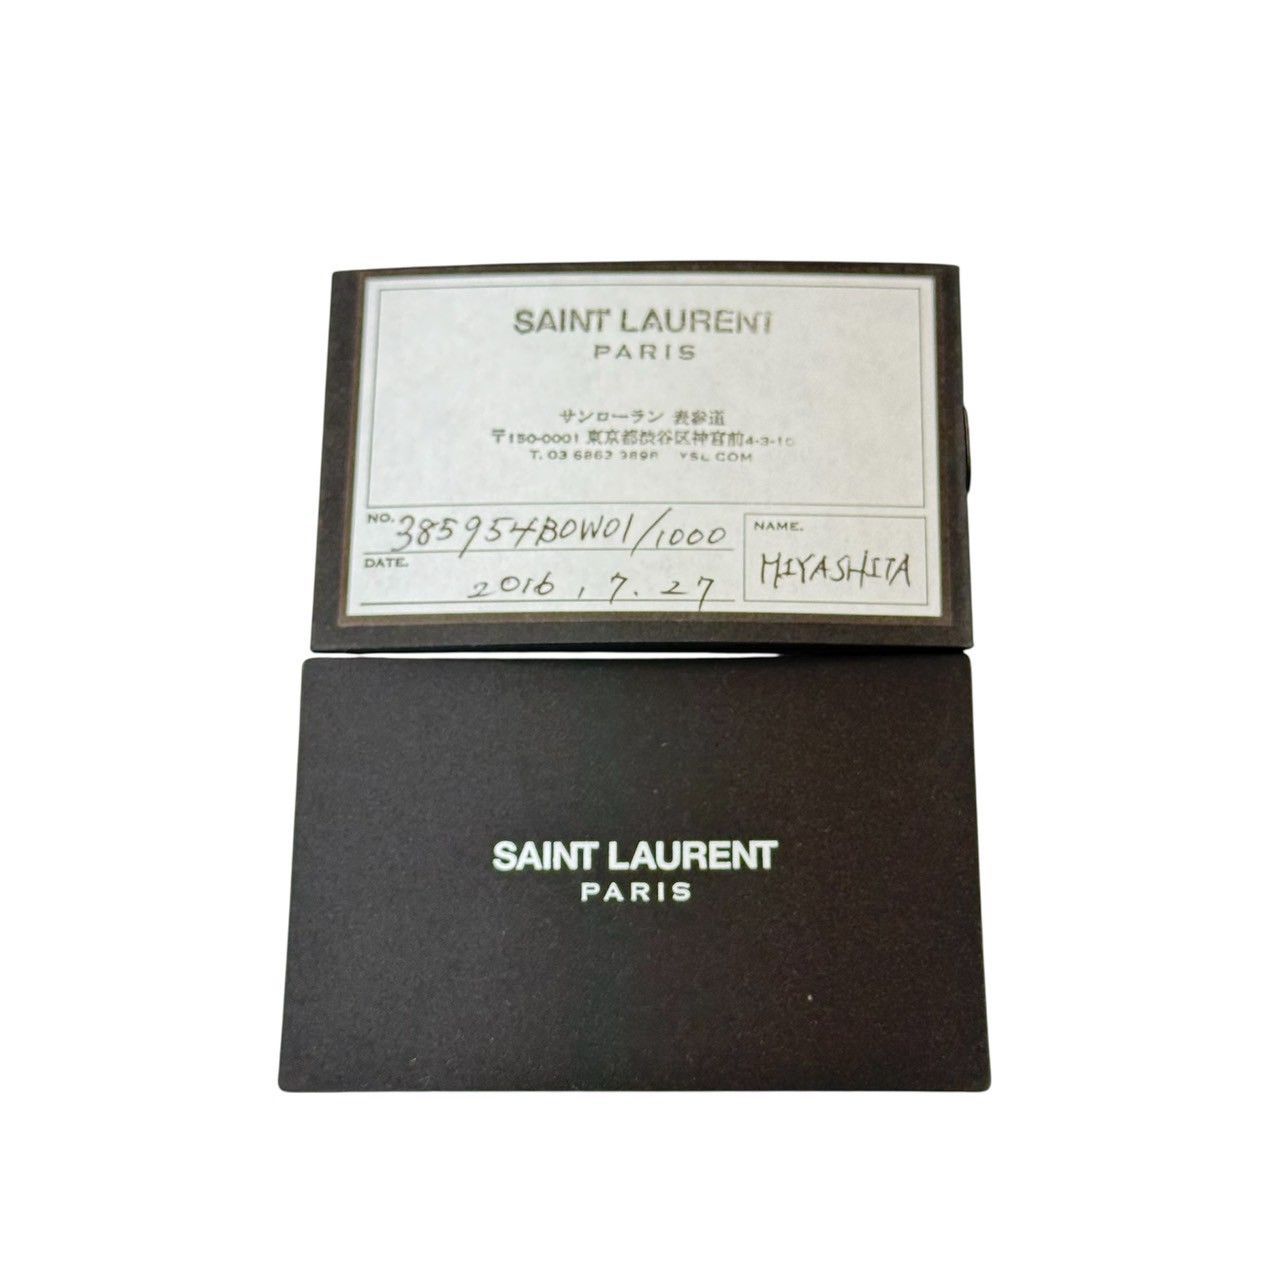 SAINT LAURENT
PARIS
サンローラン 表参道
〒150-0001 東京都渋谷区神宮前4-3-10
T. 03 6863 3898 YSL.COM
NO. 385954B0W01/1000
DATE. 2016, 7. 27
NAME.
MIYASHITA
SAINT LAURENT
PARIS